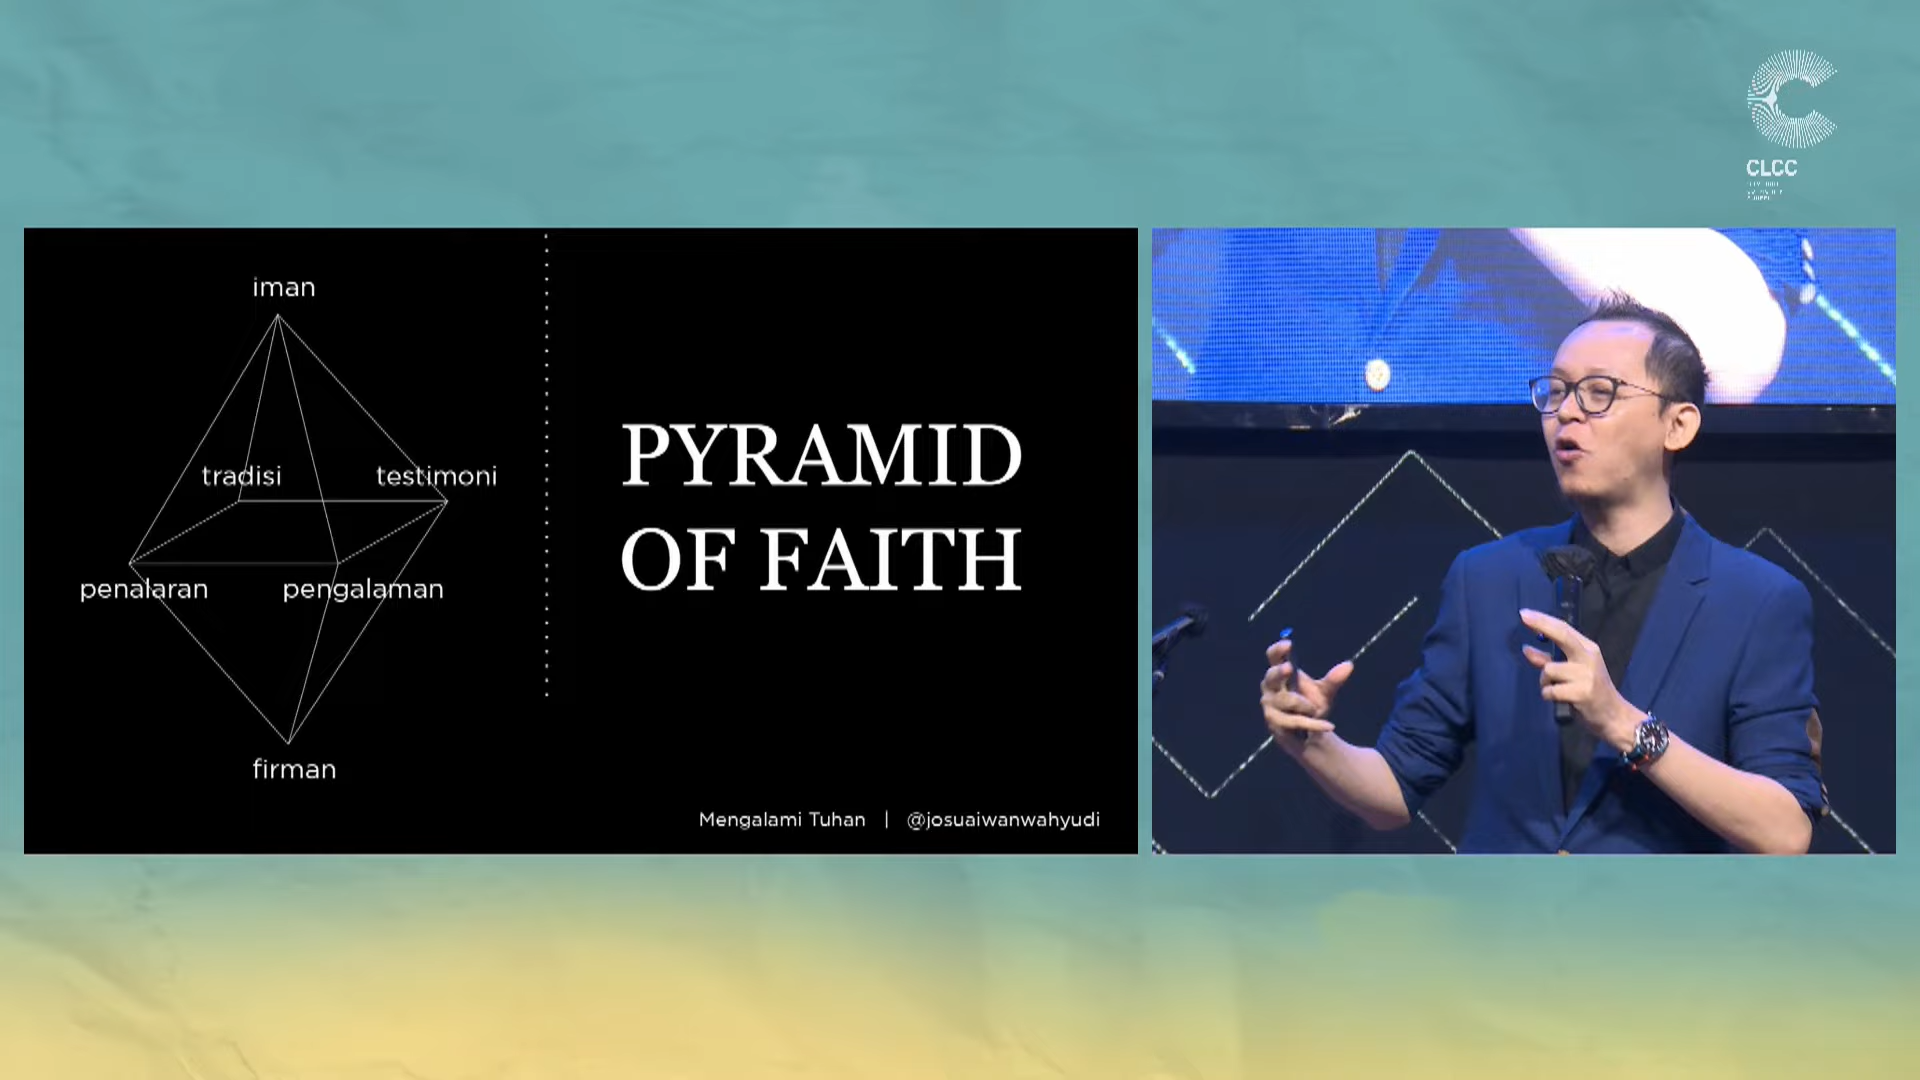 CLCC
iman
tradisi
testimoni
penalaran
pengalaman
firman
PYRAMID
OF FAITH
Mengalami Tuhan | @josuaiwanwahyudi